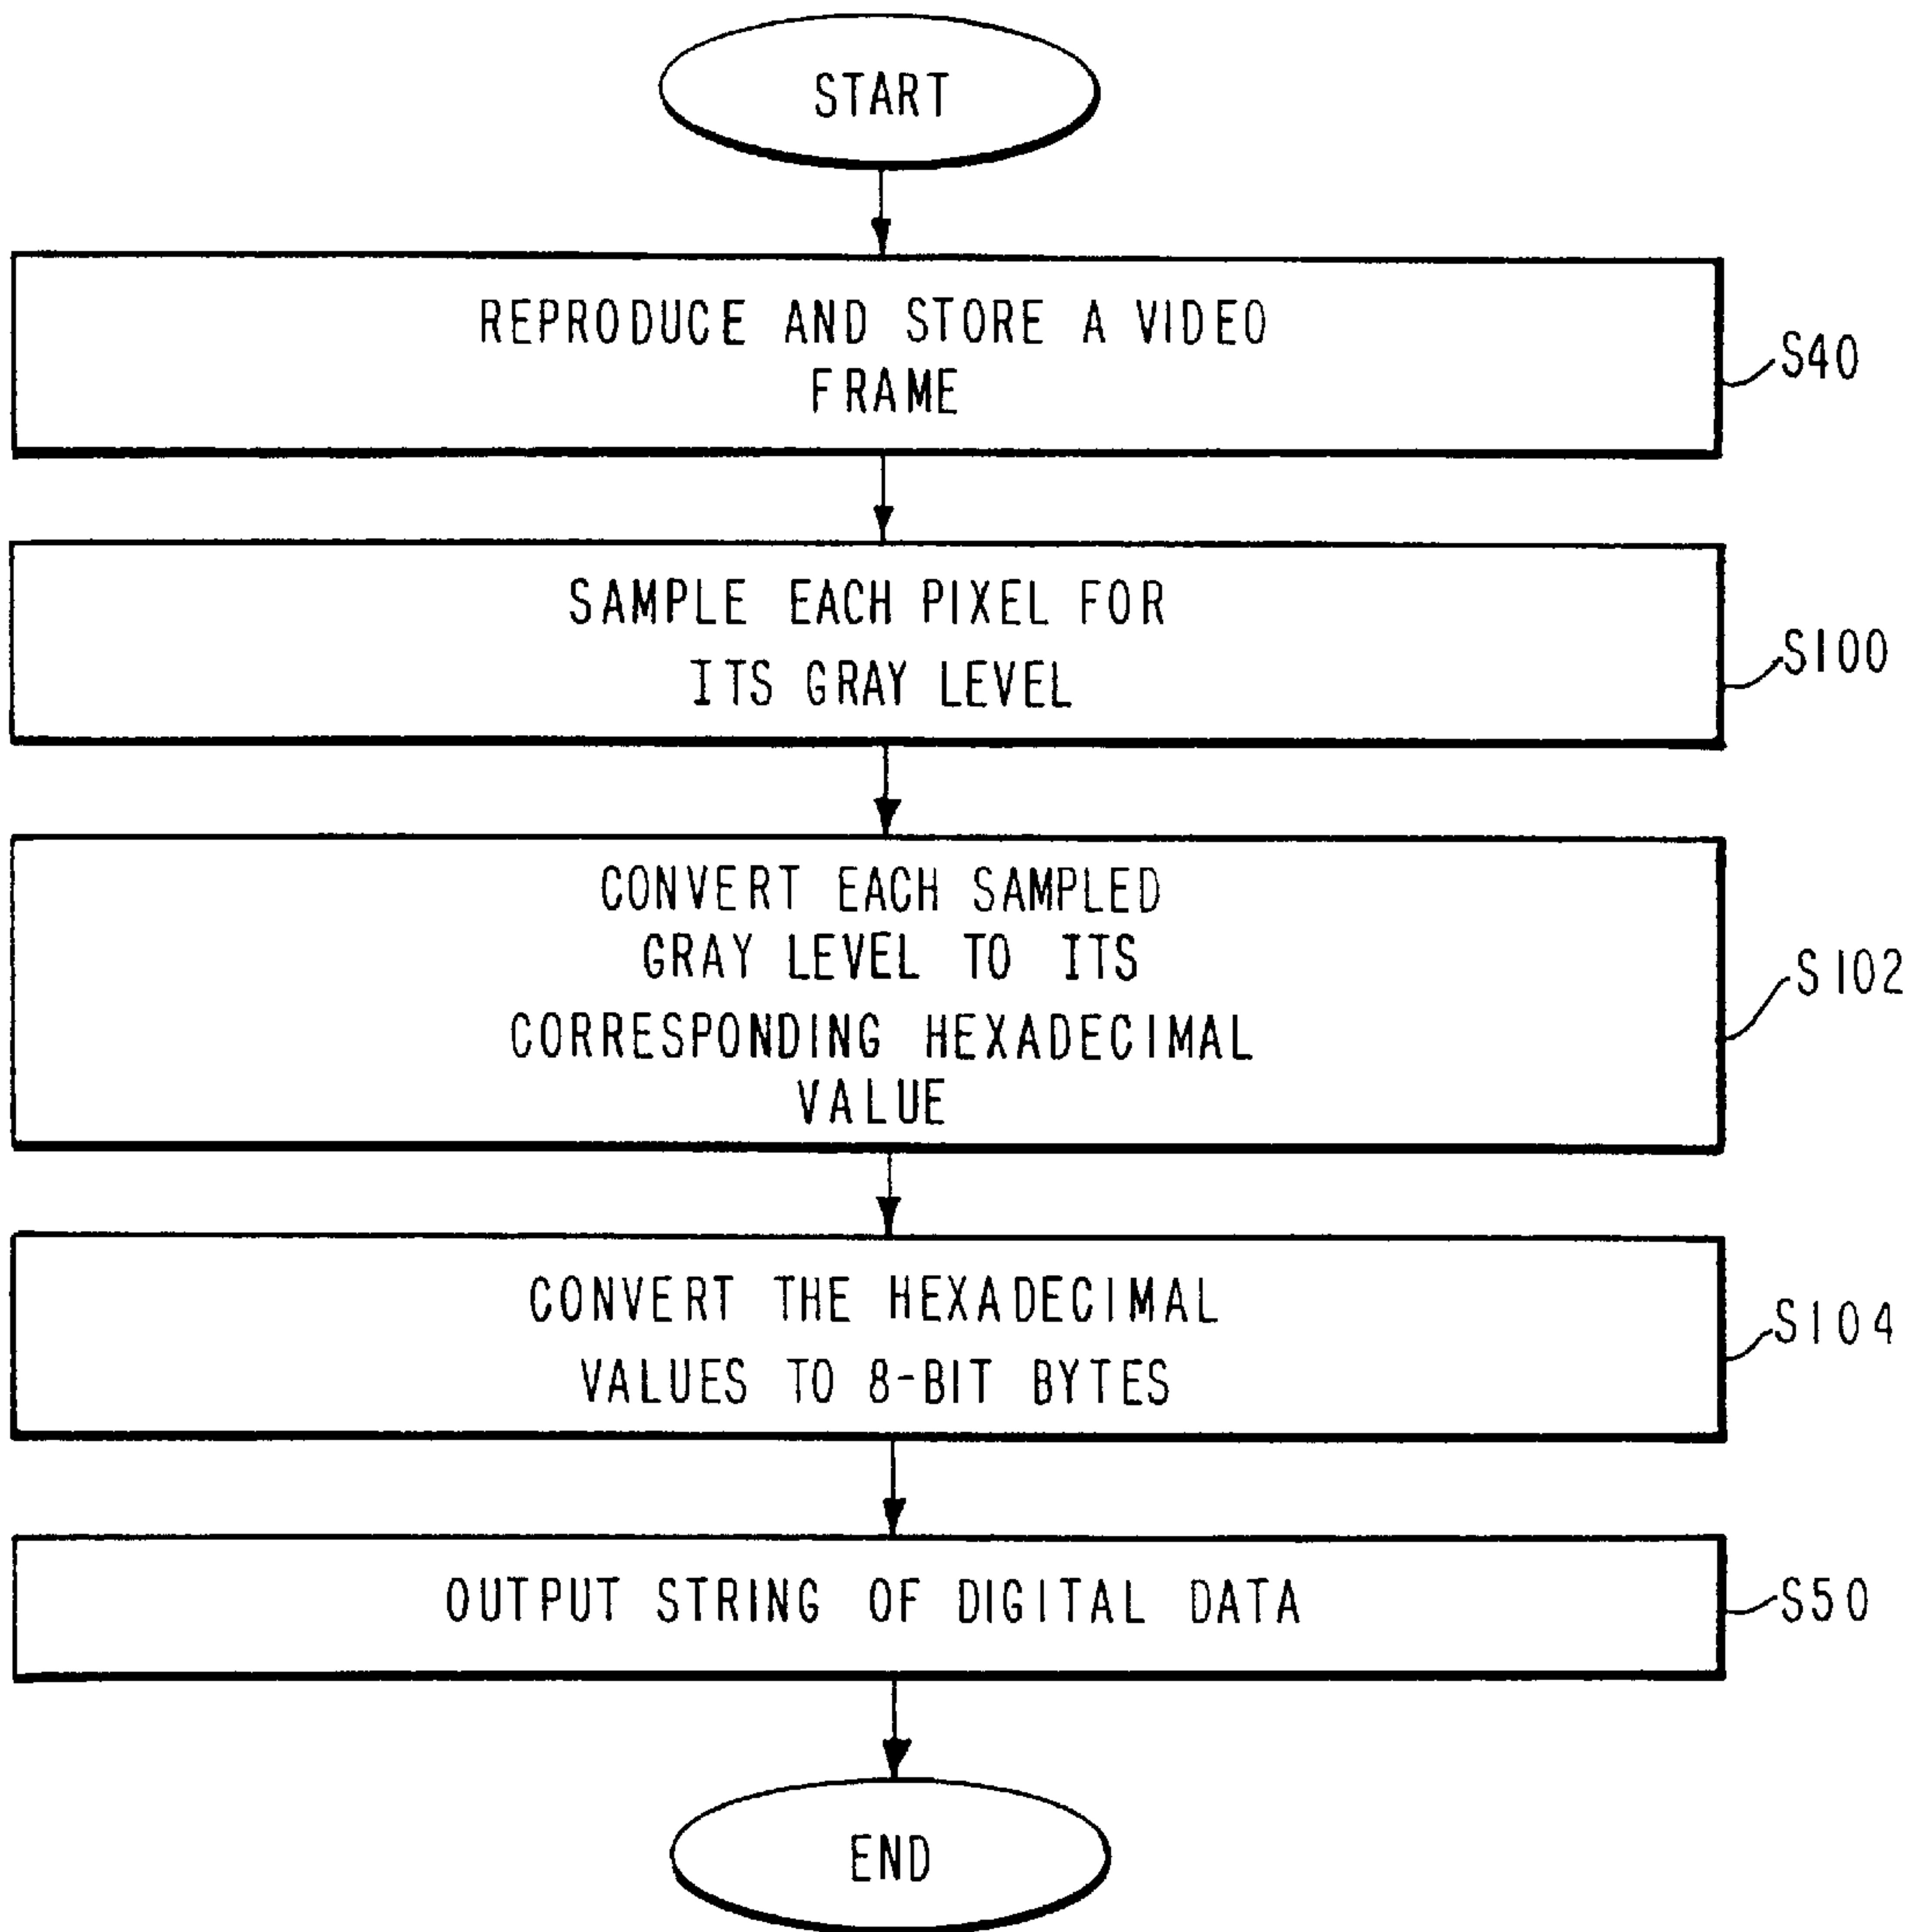 START
REPRODUCE AND STORE A VIDEO
FRAME
S40
SAMPLE EACH PIXEL FOR
ITS GRAY LEVEL
S100
CONVERT EACH SAMPLED
GRAY LEVEL TO ITS
CORRESPONDING HEXADECIMAL
VALUE
S102
CONVERT THE HEXADECIMAL
VALUES TO 8-BIT BYTES
S104
OUTPUT STRING OF DIGITAL DATA
S50
END